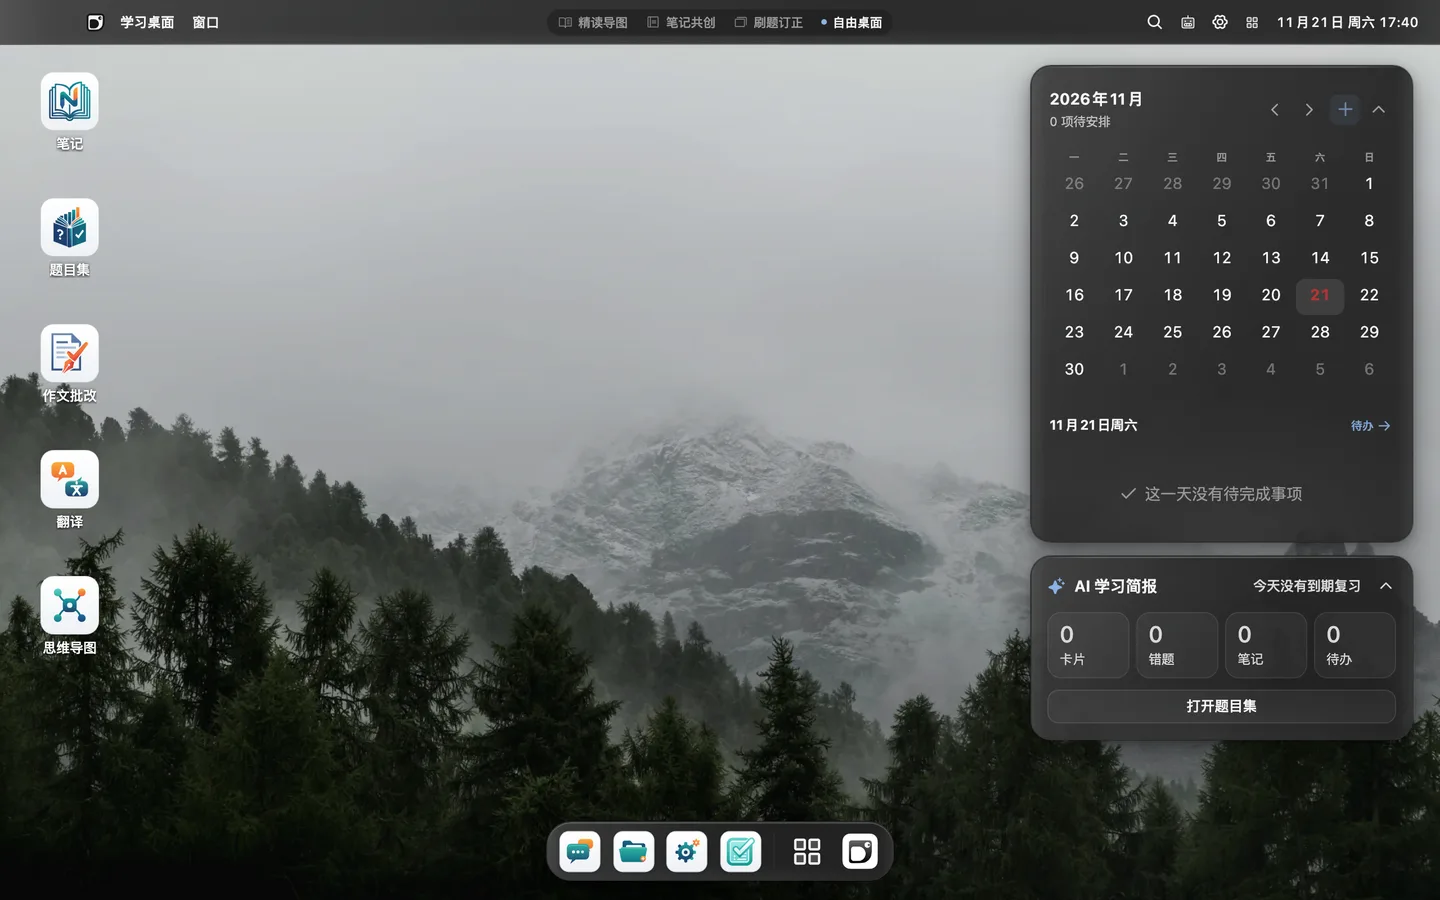 学习桌面 窗口 精读导图 笔记共创 刷题订正 自由桌面 11月21日 周六 17:40
笔记
题目集
作文批改
翻译
思维导图
2026年11月
0 项待安排
一 二 三 四 五 六 日
26 27 28 29 30 31 1
2 3 4 5 6 7 8
9 10 11 12 13 14 15
16 17 18 19 20 21 22
23 24 25 26 27 28 29
30 1 2 3 4 5 6
11月21日周六 待办
这一天没有待完成事项
AI 学习简报 今天没有到期复习
0 0 0 0
卡片 错题 笔记 待办
打开题目集